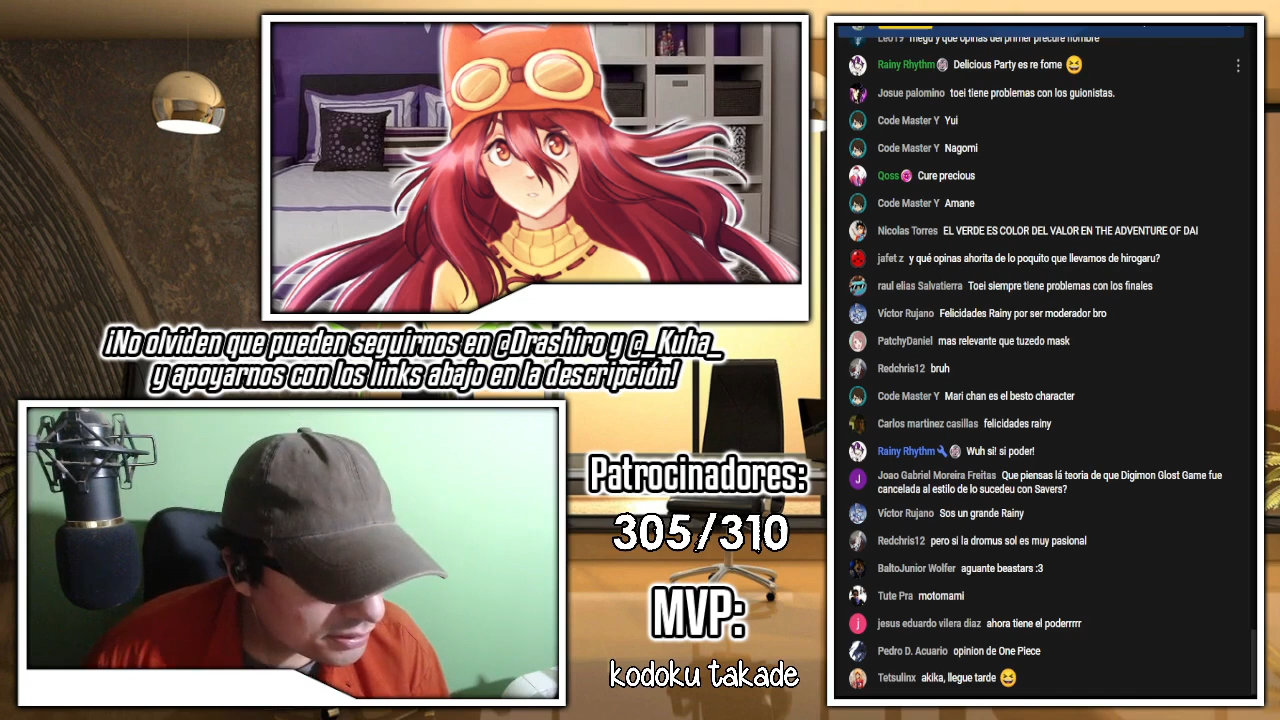 ¡No olviden que pueden seguirnos en @Drashiro y @_Kuha_
y apoyarnos con los links abajo en la descripción!
Patrocinadores:
305/310
MVP:
kodoku takade
Leo19 megu y que opinas del primer precure hombre
Rainy Rhythm Delicious Party es re fome
Josue palomino toei tiene problemas con los guionistas.
Code Master Y Yui
Code Master Y Nagomi
Qoss Cure precious
Code Master Y Amane
Nicolas Torres EL VERDE ES COLOR DEL VALOR EN THE ADVENTURE OF DAI
jafet z y qué opinas ahorita de lo poquito que llevamos de hirogaru?
raul elias Salvatierra Toei siempre tiene problemas con los finales
Víctor Rujano Felicidades Rainy por ser moderador bro
PatchyDaniel mas relevante que tuzedo mask
Redchris12 bruh
Code Master Y Mari chan es el besto character
Carlos martinez casillas felicidades rainy
Rainy Rhythm Wuh si! si poder!
J Joao Gabriel Moreira Freitas Que piensas lá teoria de que Digimon Glost Game fue
cancelada al estilo de lo sucedeu con Savers?
Víctor Rujano Sos un grande Rainy
Redchris12 pero si la dromus sol es muy pasional
BaltoJunior Wolfer aguante beastars :3
Tute Pra motomami
j jesus eduardo vilera diaz ahora tiene el poderrrrr
Pedro D. Acuario opinion de One Piece
Tetsulinx akika, llegue tarde